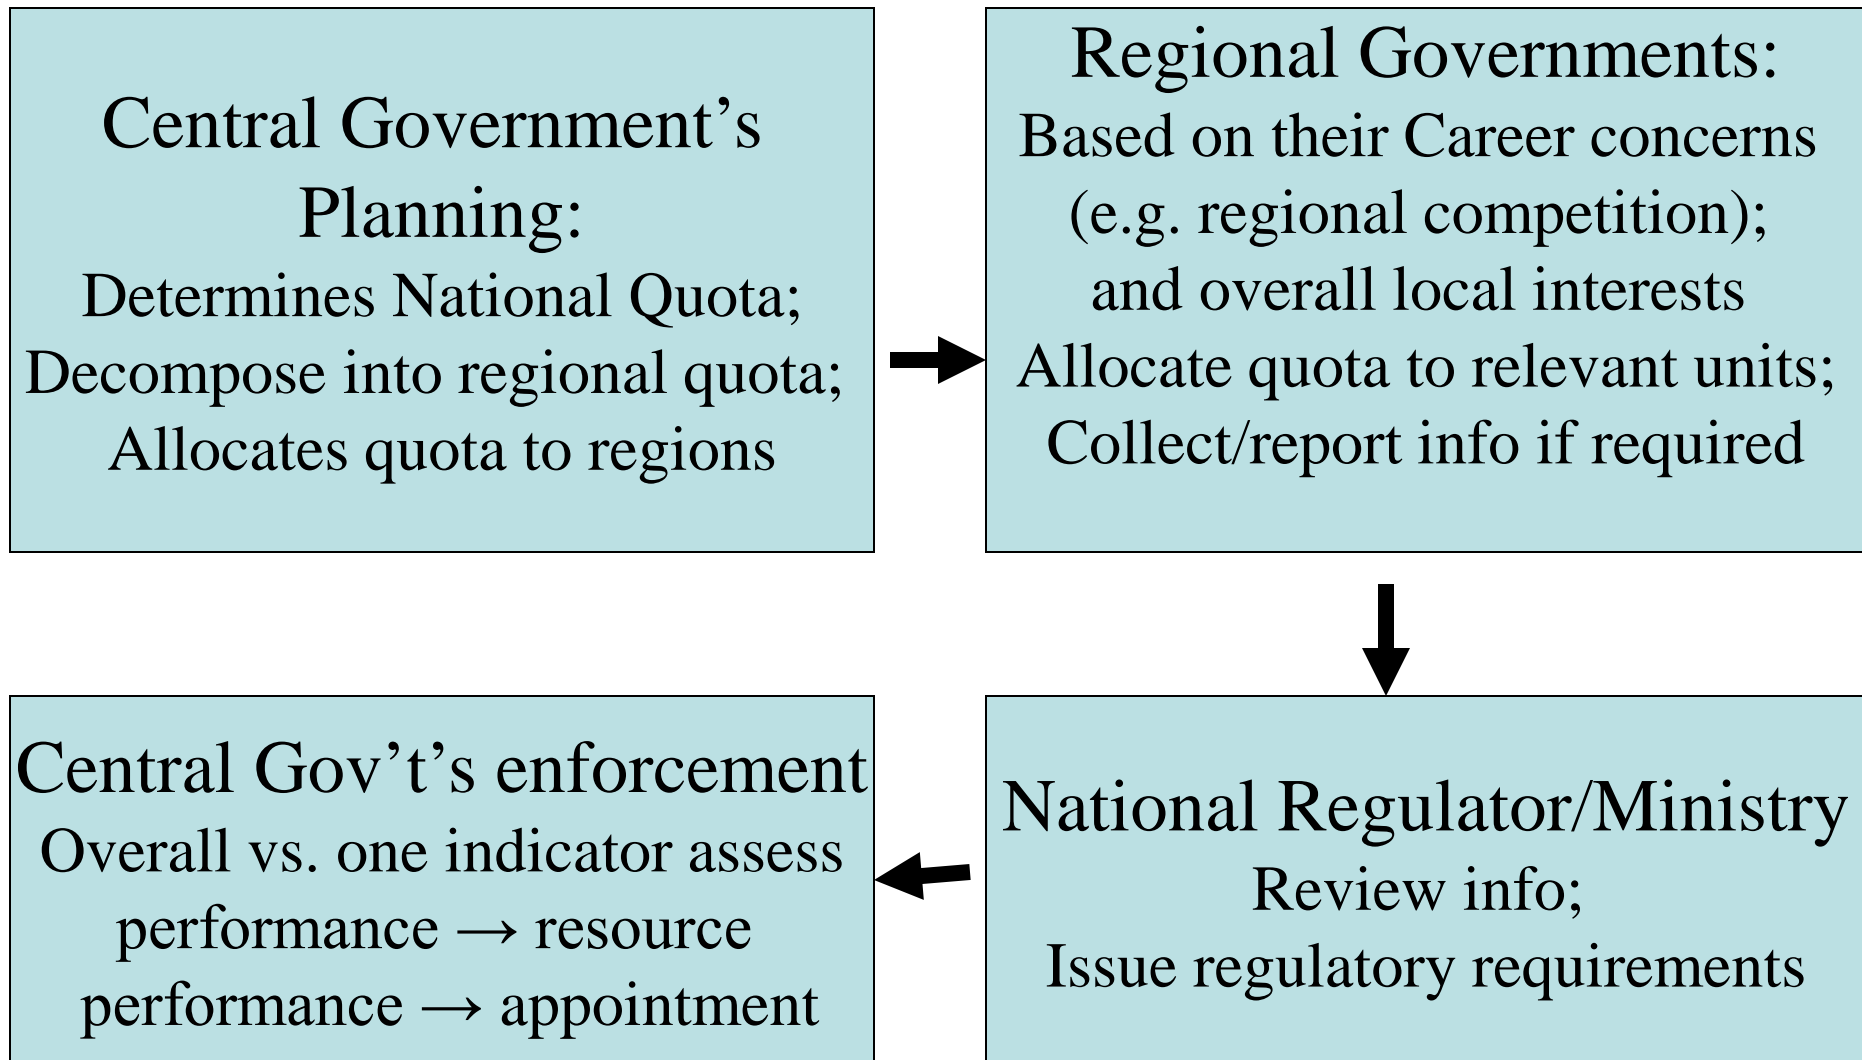 Central Government’s
Planning:
Determines National Quota;
Decompose into regional quota;
Allocates quota to regions
Regional Governments:
Based on their Career concerns
(e.g. regional competition);
and overall local interests
Allocate quota to relevant units;
Collect/report info if required
Central Gov’t’s enforcement
Overall vs. one indicator assess
performance → resource
performance → appointment
National Regulator/Ministry
Review info;
Issue regulatory requirements